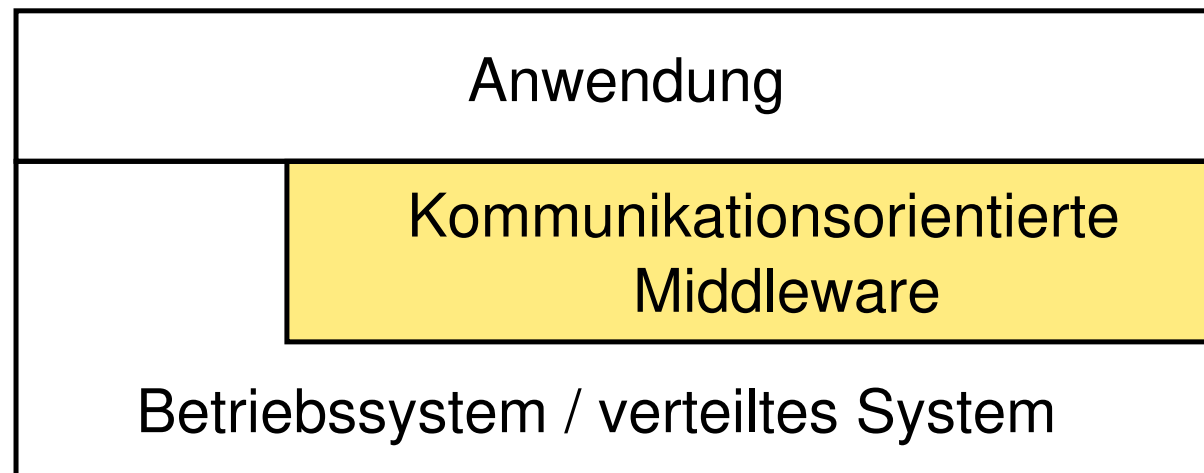 Anwendung
Kommunikationsorientierte
Middleware
Betriebssystem / verteiltes System